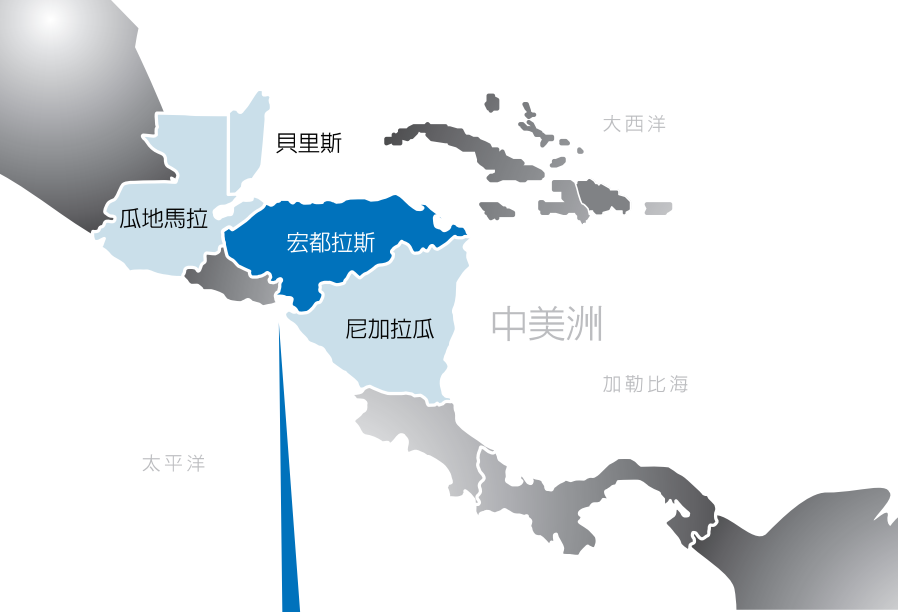 大西洋
貝里斯
瓜地馬拉
宏都拉斯
尼加拉瓜
中美洲
加勒比海
太平洋